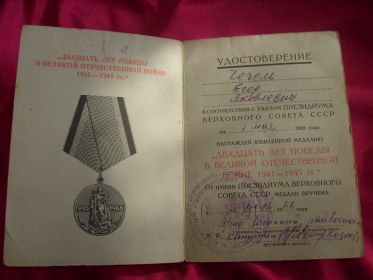 „ДВАДЦАТЬ ЛЕТ ПОБЕДЫ
В ВЕЛИКОЙ ОТЕЧЕСТВЕННОЙ ВОЙНЕ
1941—1945 гг.“
1945 1965
УДОСТОВЕРЕНИЕ
Чепель
Егор
Яковлевич
В СООТВЕТСТВИИ С УКАЗОМ ПРЕЗИДИУМА
ВЕРХОВНОГО СОВЕТА СССР
от 7 мая 1965 года
НАГРАЖДЕН ЮБИЛЕЙНОЙ МЕДАЛЬЮ
„ДВАДЦАТЬ ЛЕТ ПОБЕДЫ
В ВЕЛИКОЙ ОТЕЧЕСТВЕННОЙ
ВОЙНЕ 1941—1945 гг.“
ОТ ИМЕНИ ПРЕЗИДИУМА ВЕРХОВНОГО
СОВЕТА СССР МЕДАЛЬ ВРУЧЕНА
М. П.